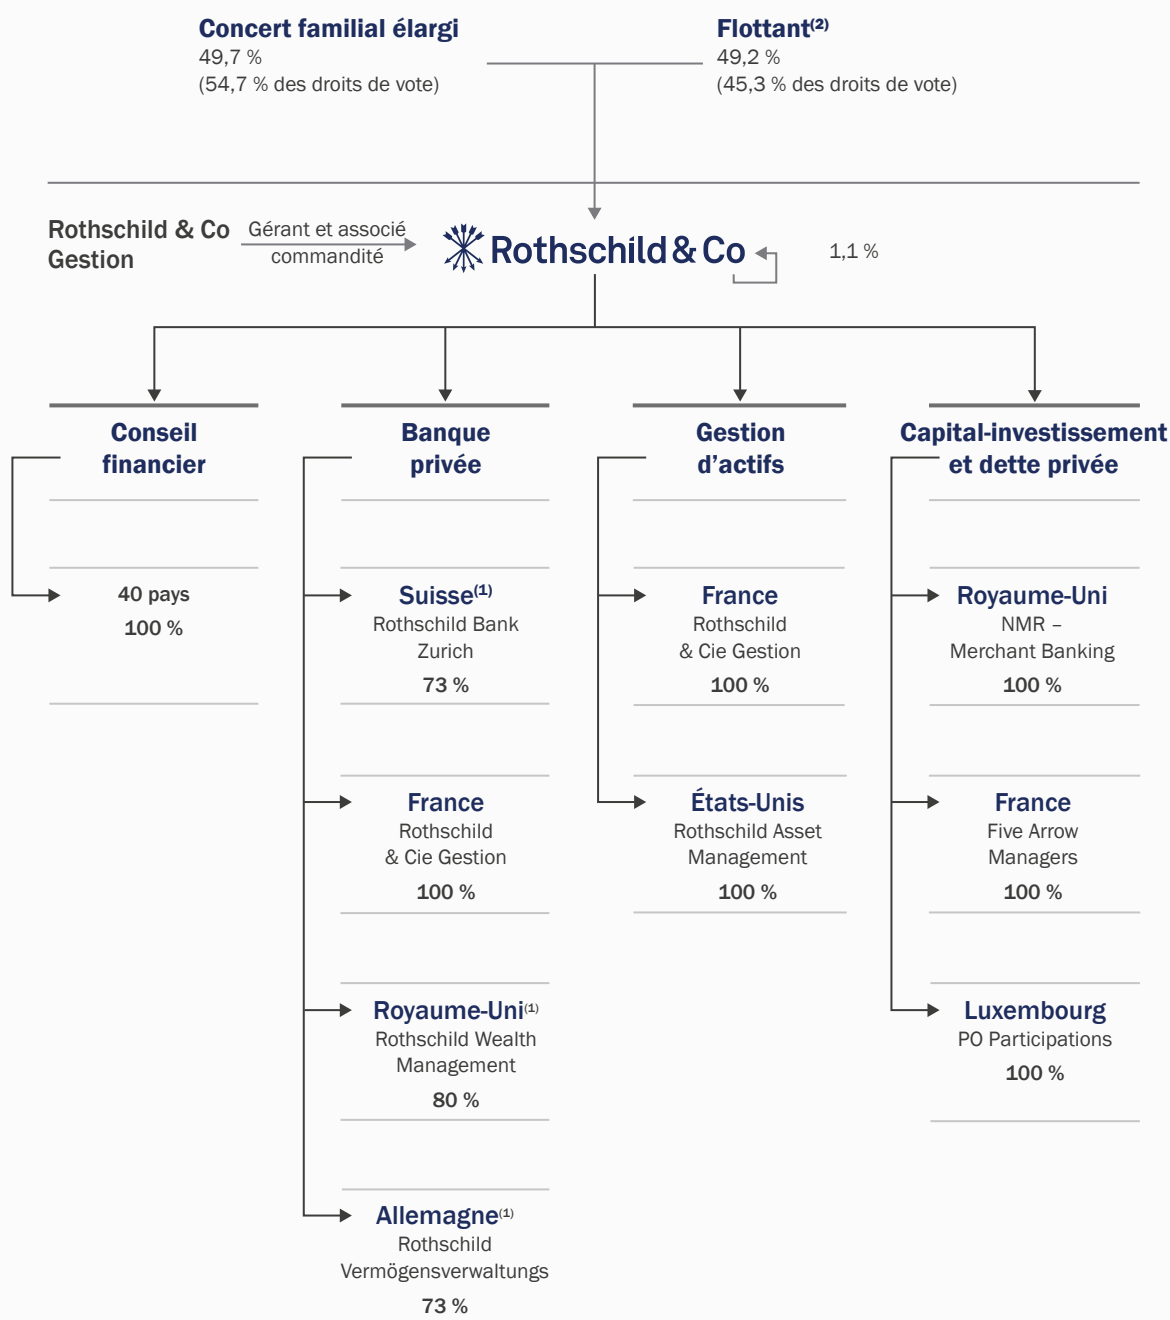 Concert familial élargi
49,7 %
(54,7 % des droits de vote)
Flottant(2)
49,2 %
(45,3 % des droits de vote)
Rothschild & Co
Gestion
Gérant et associé
commandité
Rothschild & Co
1,1 %
Conseil
financier
40 pays
100 %
Banque
privée
Suisse(1)
Rothschild Bank
Zurich
73 %
France
Rothschild
& Cie Gestion
100 %
Royaume-Uni(1)
Rothschild Wealth
Management
80 %
Allemagne(1)
Rothschild
Vermögensverwaltungs
73 %
Gestion
d’actifs
France
Rothschild
& Cie Gestion
100 %
États-Unis
Rothschild Asset
Management
100 %
Capital-investissement
et dette privée
Royaume-Uni
NMR –
Merchant Banking
100 %
France
Five Arrow
Managers
100 %
Luxembourg
PO Participations
100 %